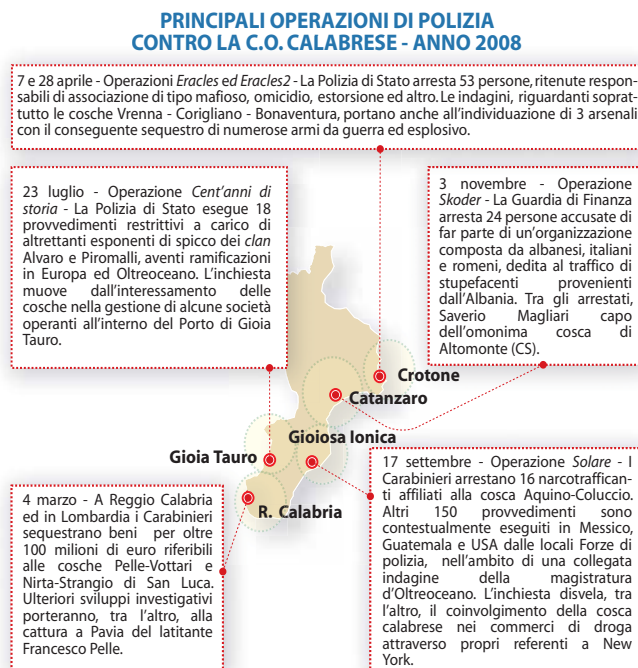 PRINCIPALI OPERAZIONI DI POLIZIA
CONTRO LA C.O. CALABRESE - ANNO 2008
7 e 28 aprile - Operazioni Eracles ed Eracles2 - La Polizia di Stato arresta 53 persone, ritenute respon-
sabili di associazione di tipo mafioso, omicidio, estorsione ed altro. Le indagini, riguardanti soprat-
tutto le cosche Vrenna - Corigliano - Bonaventura, portano anche all'individuazione di 3 arsenali
con il conseguente sequestro di numerose armi da guerra ed esplosivo.
23 luglio - Operazione Cent'anni di
storia - La Polizia di Stato esegue 18
provvedimenti restrittivi a carico di
altrettanti esponenti di spicco dei clan
Alvaro e Piromalli, aventi ramificazioni
in Europa ed Oltreoceano. L'inchiesta
muove dall'interessamento delle
cosche nella gestione di alcune società
operanti all'interno del Porto di Gioia
Tauro.
3 novembre - Operazione
Skoder - La Guardia di Finanza
arresta 24 persone accusate di
far parte di un'organizzazione
composta da albanesi, italiani
e romeni, dedita al traffico di
stupefacenti provenienti
dall'Albania. Tra gli arrestati,
Saverio Magliari capo
dell'omonima cosca di
Altomonte (CS).
Crotone
Catanzaro
Gioiosa Ionica
Gioia Tauro
R. Calabria
4 marzo - A Reggio Calabria
ed in Lombardia i Carabinieri
sequestrano beni per oltre
100 milioni di euro riferibili
alle cosche Pelle-Vottari e
Nirta-Strangio di San Luca.
Ulteriori sviluppi investigativi
porteranno, tra l'altro, alla
cattura a Pavia del latitante
Francesco Pelle.
17 settembre - Operazione Solare - I
Carabinieri arrestano 16 narcotraffican-
ti affiliati alla cosca Aquino-Coluccio.
Altri 150 provvedimenti sono
contestualmente eseguiti in Messico,
Guatemala e USA dalle locali Forze di
polizia, nell'ambito di una collegata
indagine della magistratura
d'Oltreoceano. L'inchiesta disvela, tra
l'altro, il coinvolgimento della cosca
calabrese nei commerci di droga
attraverso propri referenti a New
York.